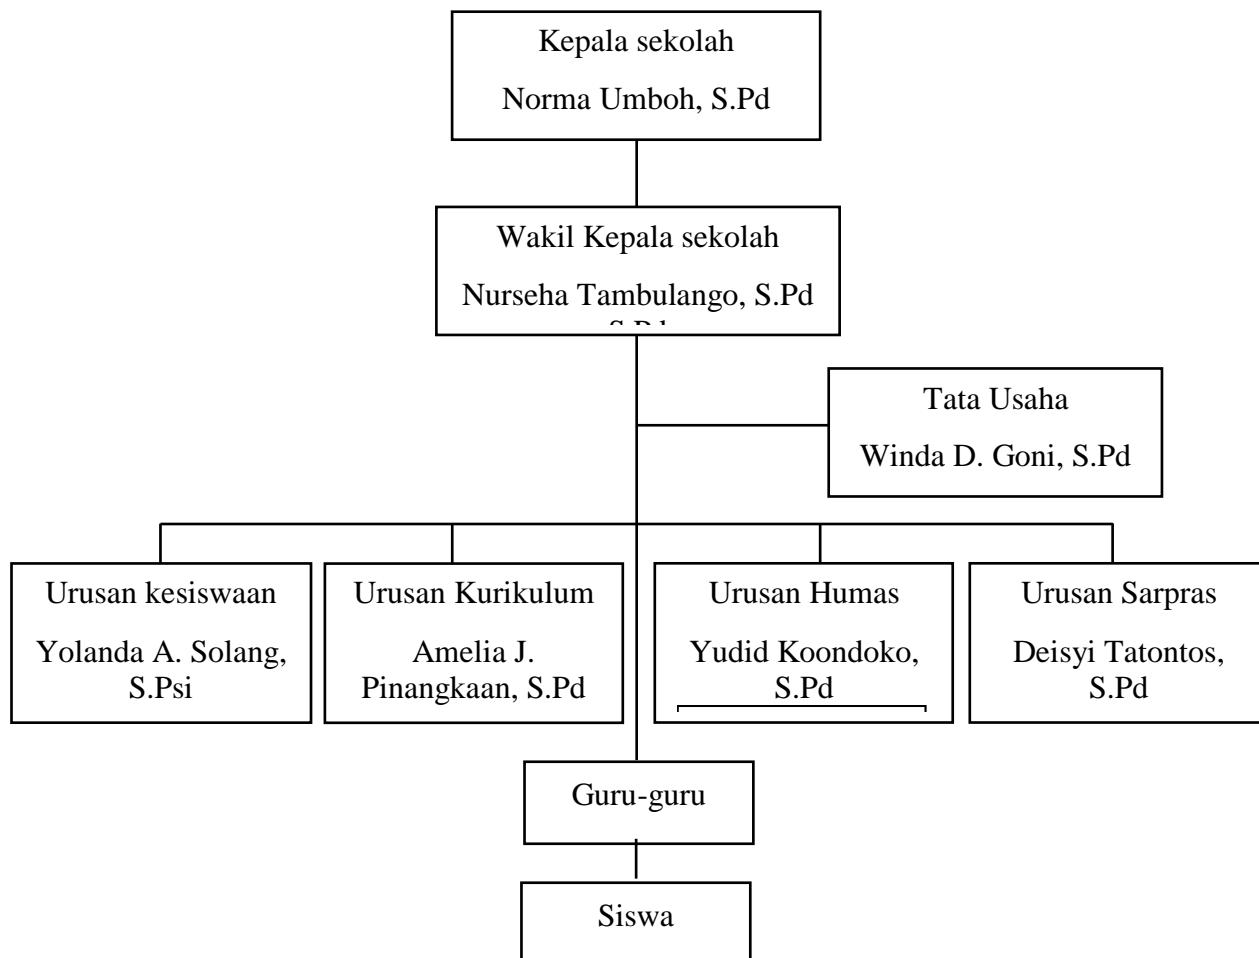 Kepala sekolah
Norma Umboh, S.Pd
Wakil Kepala sekolah
Nurseha Tambulango, S.Pd
Tata Usaha
Winda D. Goni, S.Pd
Urusan kesiswaan
Yolanda A. Solang,
S.Psi
Urusan Kurikulum
Amelia J.
Pinangkaan, S.Pd
Urusan Humas
Yudid Koondoko,
S.Pd
Urusan Sarpras
Deisyi Tatontos,
S.Pd
Guru-guru
Siswa